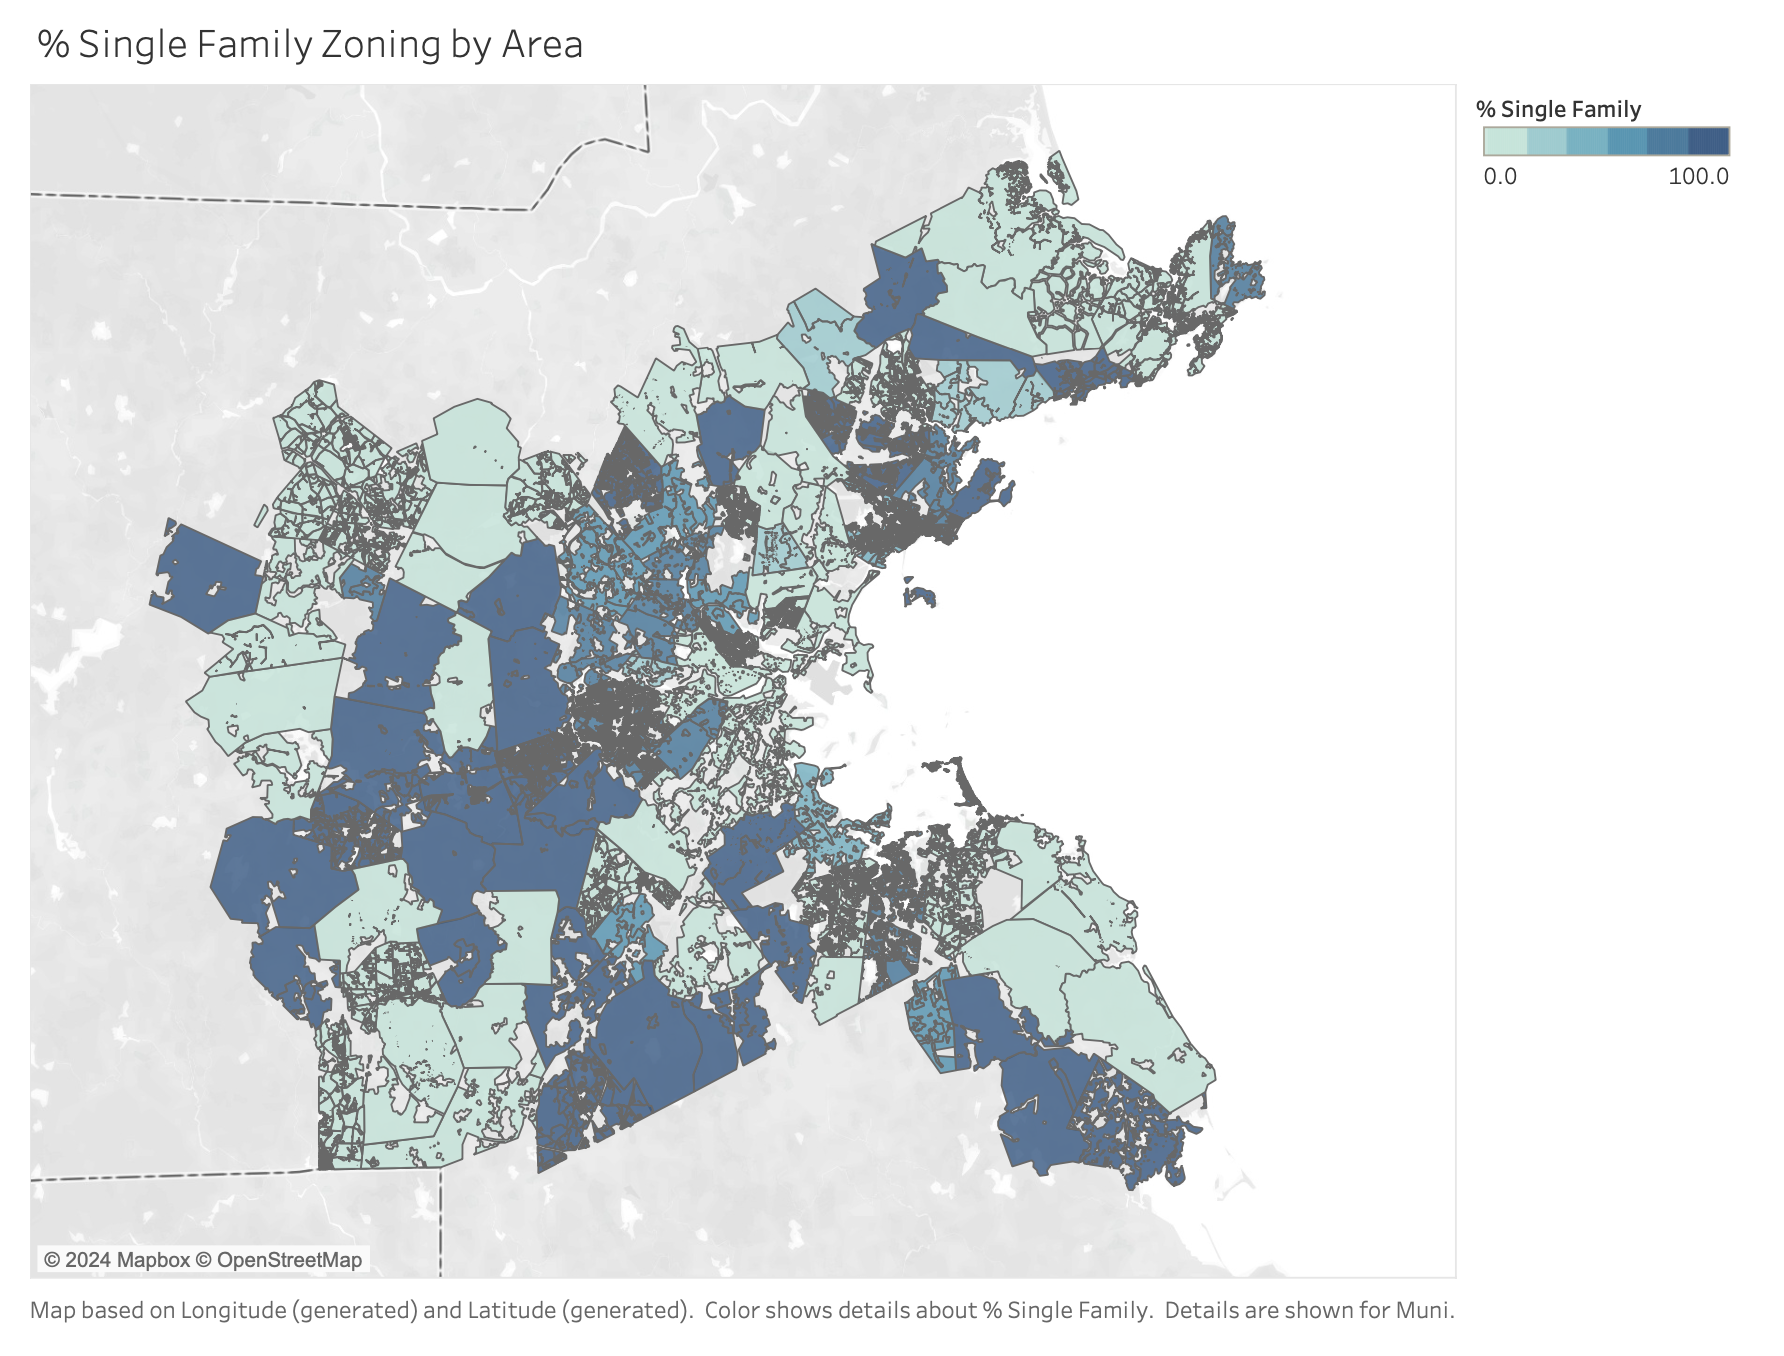 % Single Family Zoning by Area
% Single Family
0.0 100.0
© 2024 Mapbox © OpenStreetMap
Map based on Longitude (generated) and Latitude (generated).  Color shows details about % Single Family.  Details are shown for Muni.